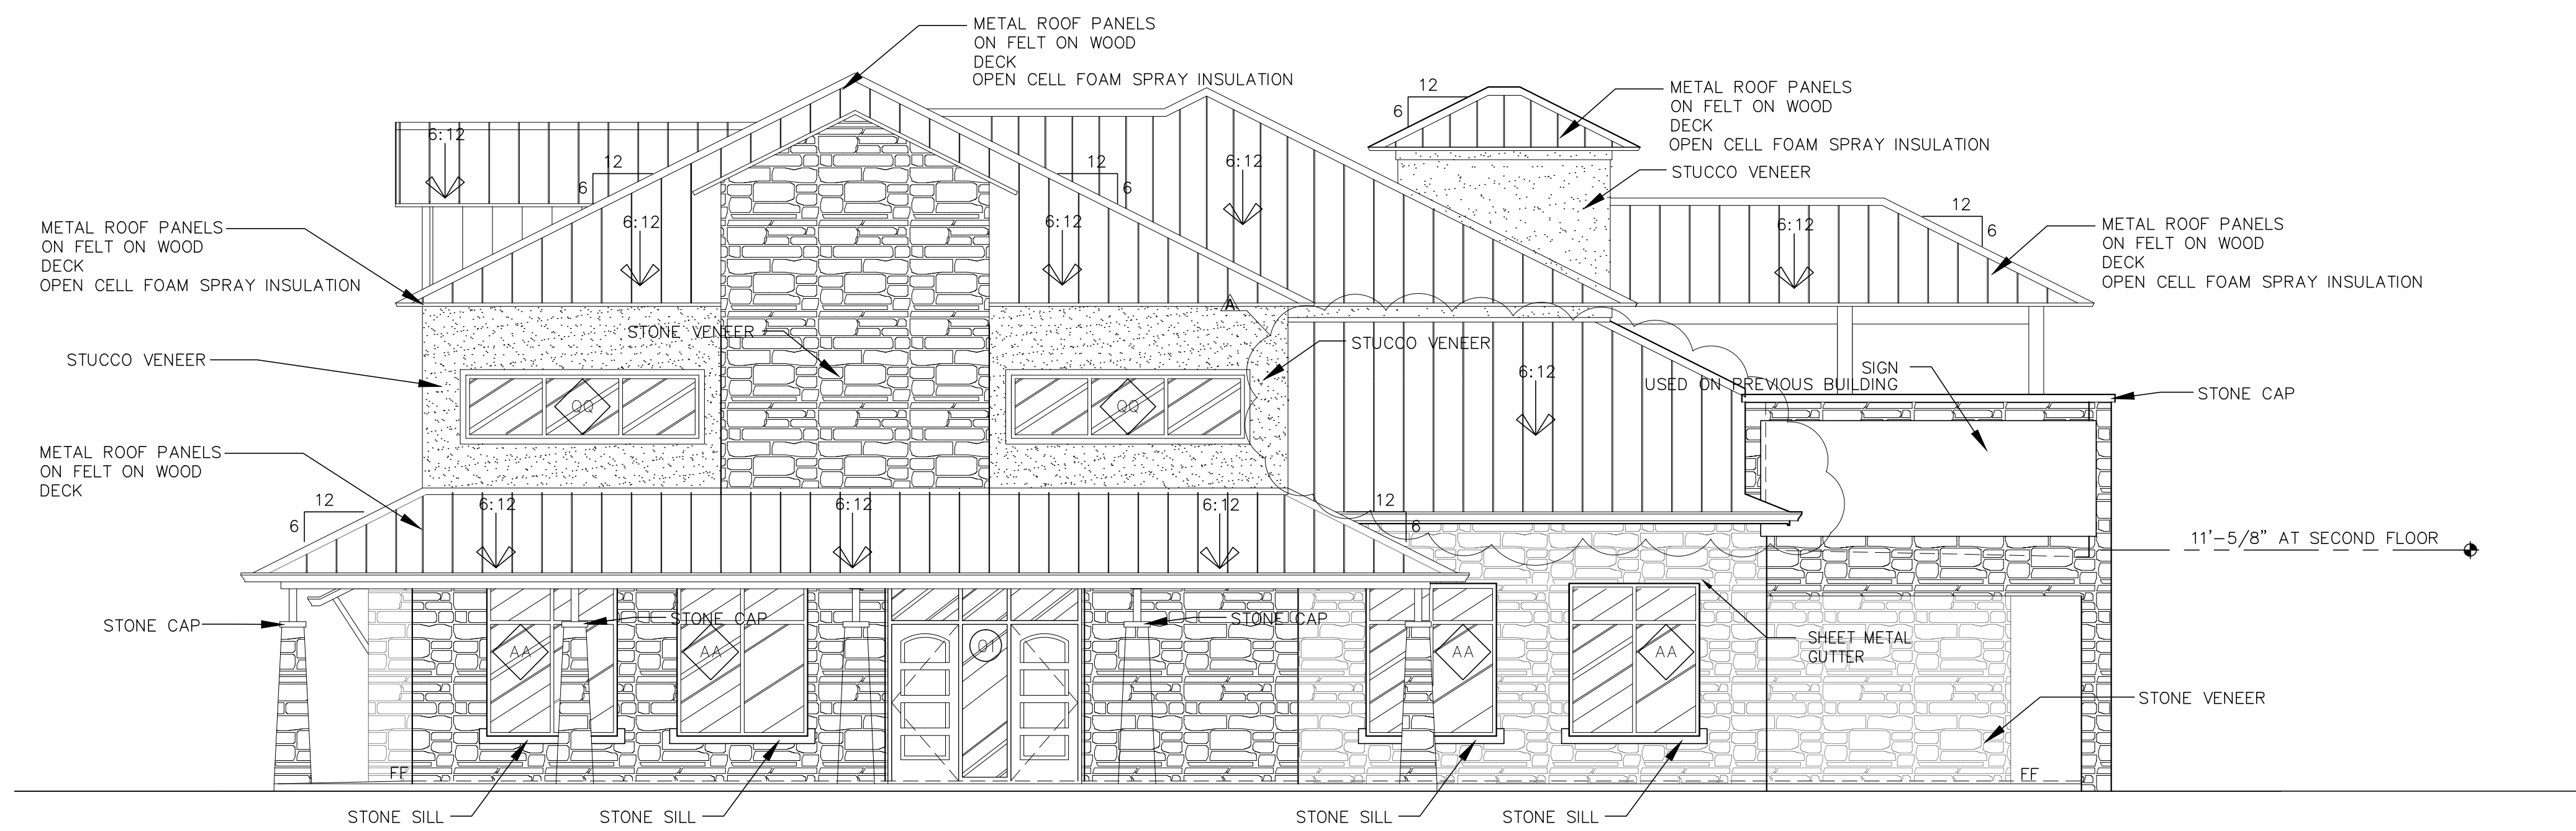 METAL ROOF PANELS
ON FELT ON WOOD
DECK
OPEN CELL FOAM SPRAY INSULATION
12
6
METAL ROOF PANELS
ON FELT ON WOOD
DECK
OPEN CELL FOAM SPRAY INSULATION
STUCCO VENEER
6:12
12
6
12
6
6:12
6:12
6:12
6:12
12
6
METAL ROOF PANELS
ON FELT ON WOOD
DECK
OPEN CELL FOAM SPRAY INSULATION
METAL ROOF PANELS
ON FELT ON WOOD
DECK
OPEN CELL FOAM SPRAY INSULATION
A
STONE VENEER
STUCCO VENEER
STUCCO VENEER
6:12
SIGN
USED ON PREVIOUS BUILDING
STONE CAP
QQ
QQ
METAL ROOF PANELS
ON FELT ON WOOD
DECK
12
6
6:12
6:12
6:12
12
6
11'-5/8" AT SECOND FLOOR
STONE CAP
STONE CAP
STONE CAP
AA
AA
01
AA
AA
SHEET METAL
GUTTER
STONE VENEER
FF
FF
STONE SILL
STONE SILL
STONE SILL
STONE SILL